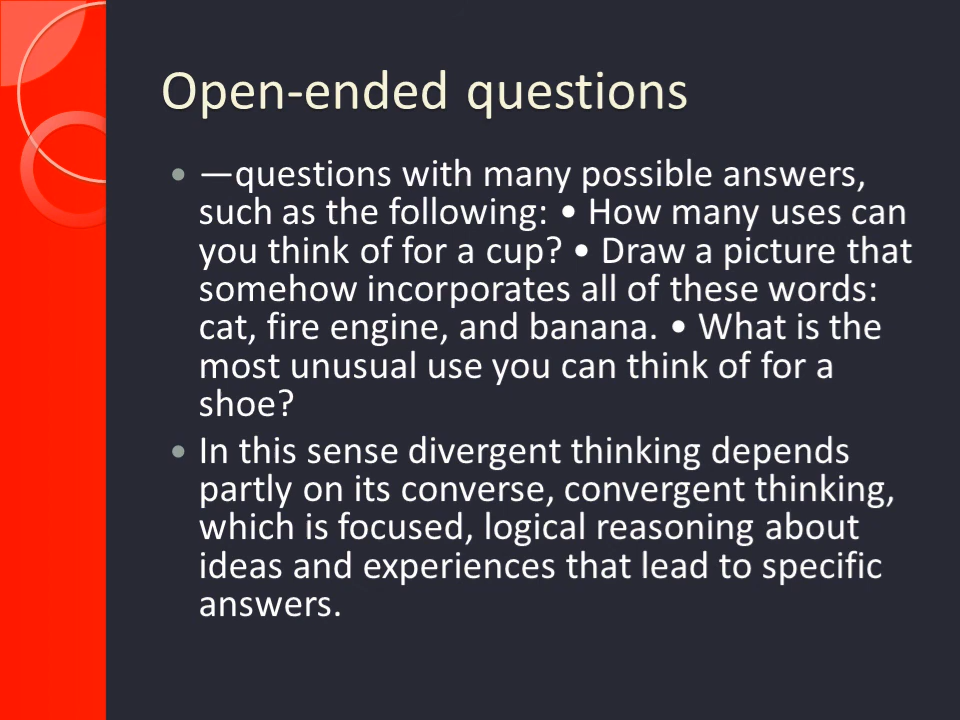 Open-ended questions
• —questions with many possible answers,
such as the following: • How many uses can
you think of for a cup? • Draw a picture that
somehow incorporates all of these words:
cat, fire engine, and banana. • What is the
most unusual use you can think of for a
shoe?
• In this sense divergent thinking depends
partly on its converse, convergent thinking,
which is focused, logical reasoning about
ideas and experiences that lead to specific
answers.